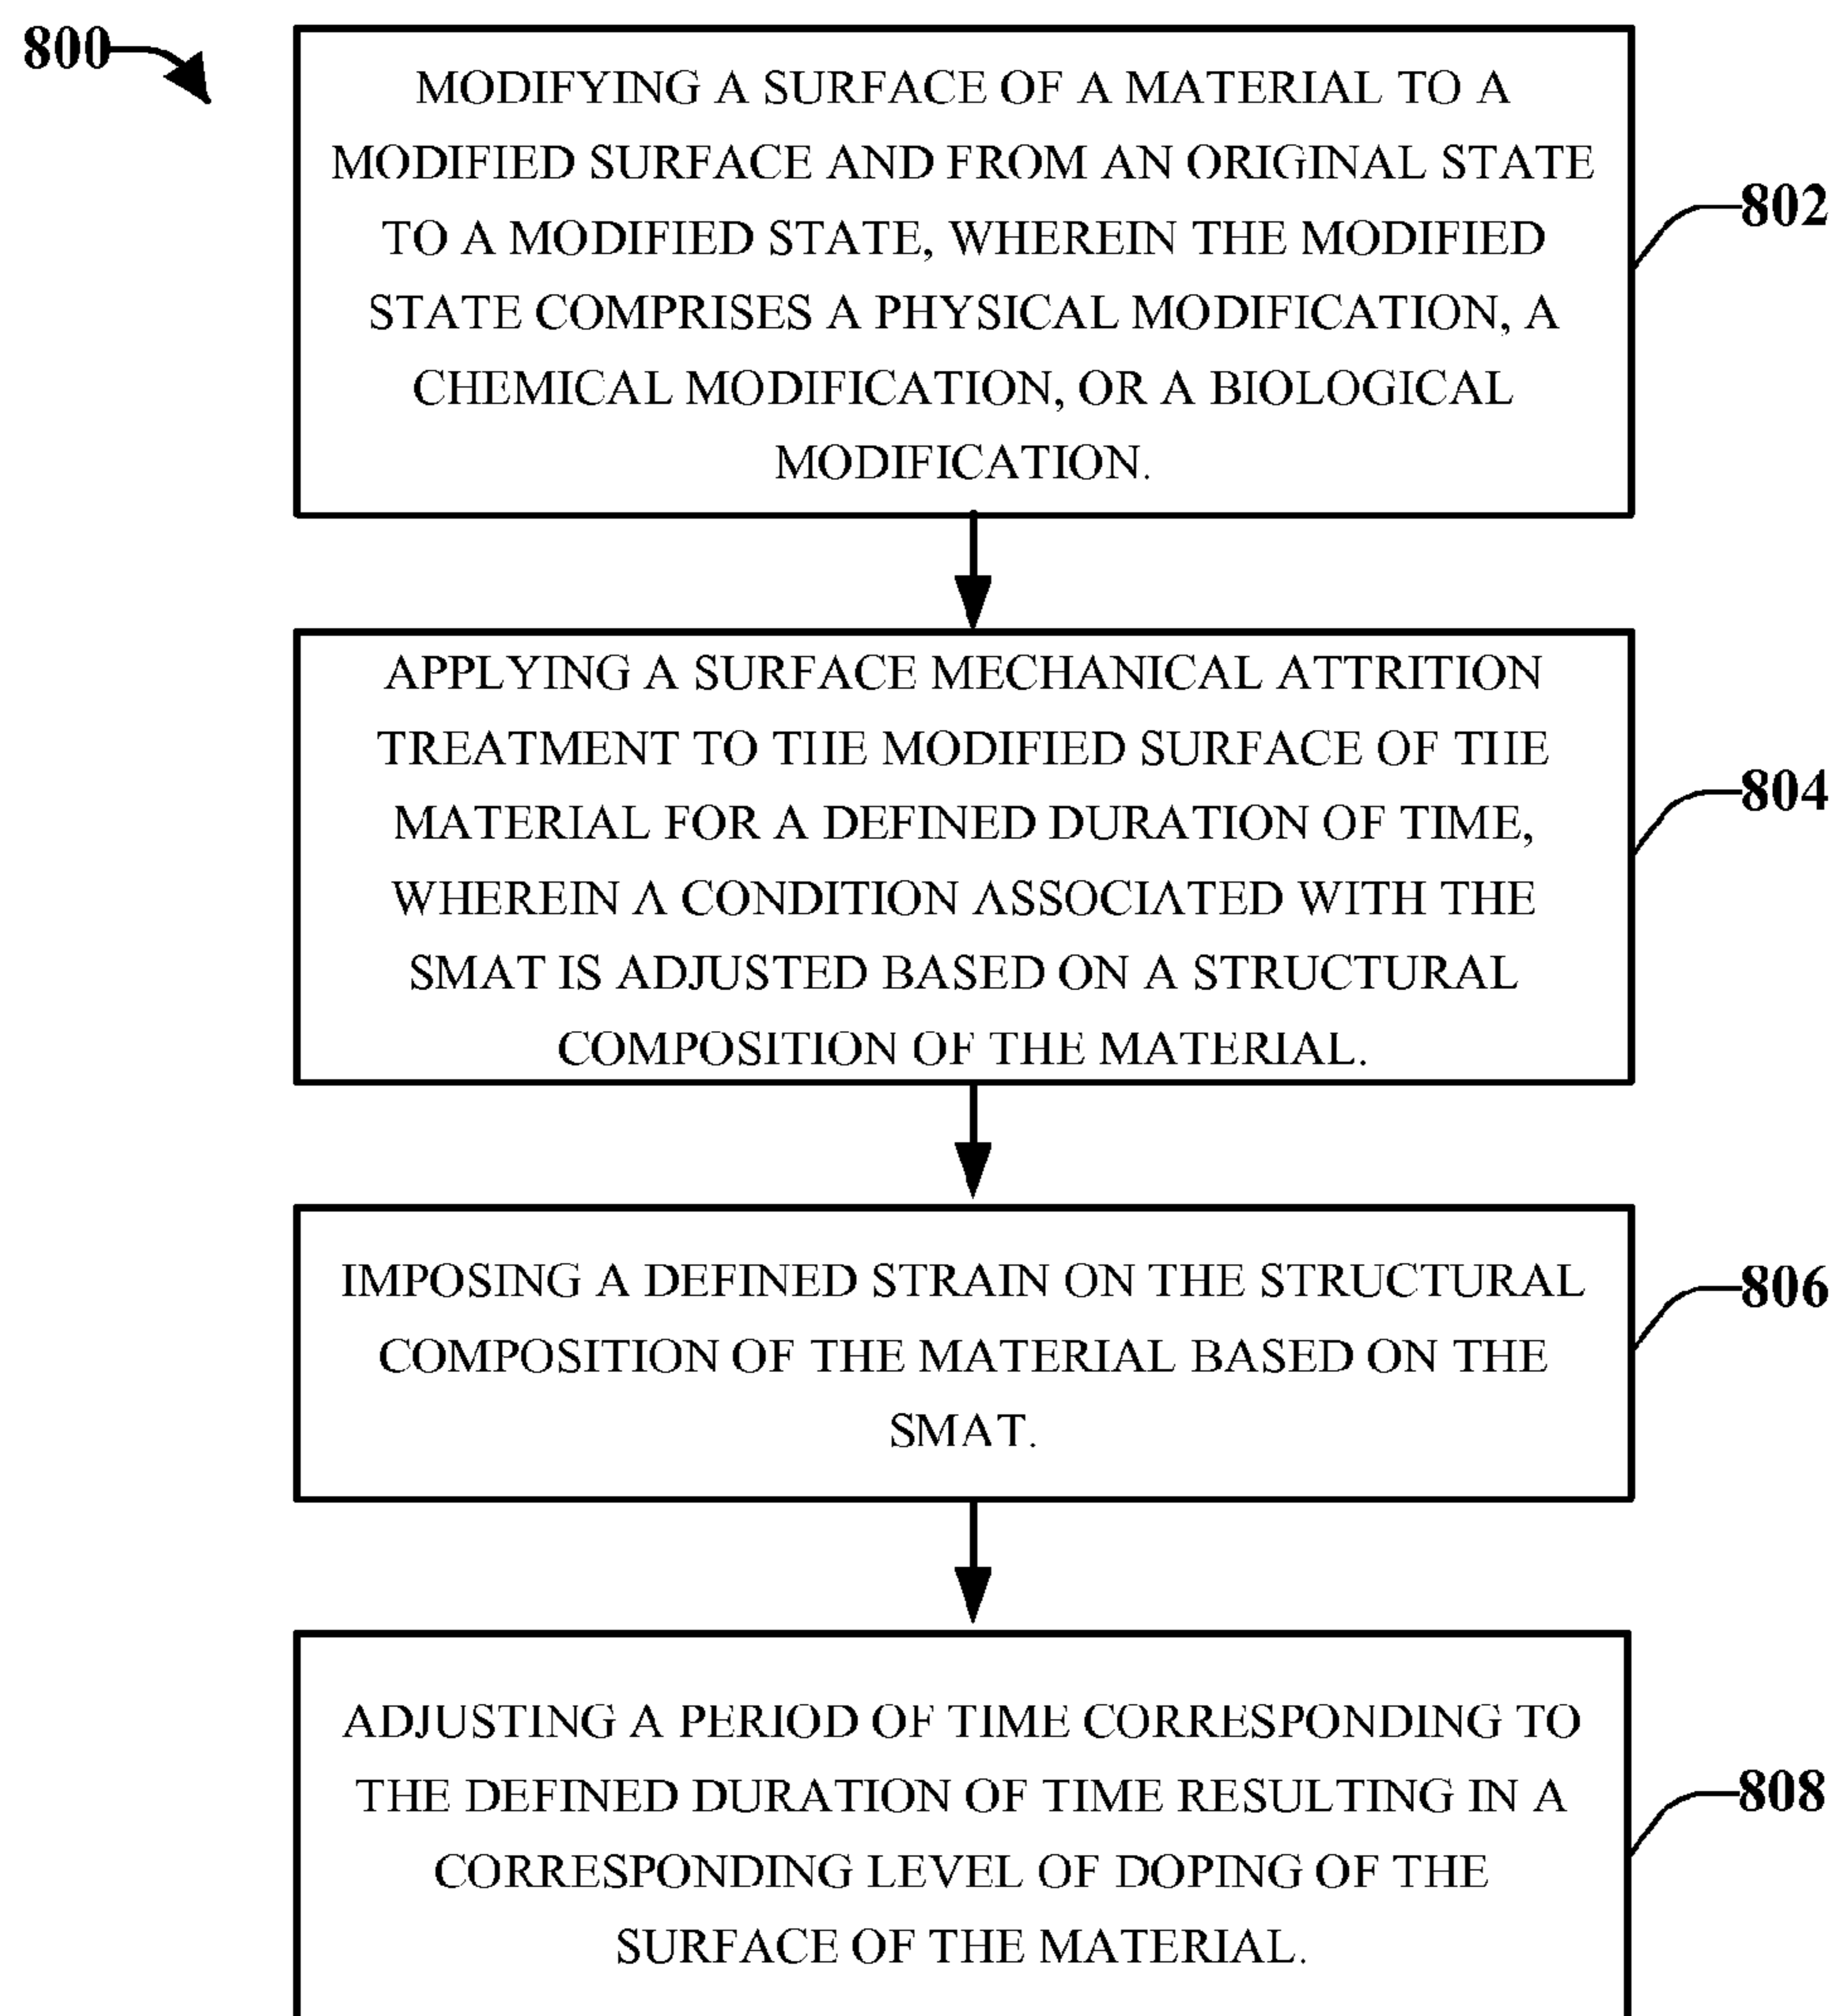 800
MODIFYING A SURFACE OF A MATERIAL TO A
MODIFIED SURFACE AND FROM AN ORIGINAL STATE
TO A MODIFIED STATE, WHEREIN THE MODIFIED
STATE COMPRISES A PHYSICAL MODIFICATION, A
CHEMICAL MODIFICATION, OR A BIOLOGICAL
MODIFICATION.
802
APPLYING A SURFACE MECHANICAL ATTRITION
TREATMENT TO THE MODIFIED SURFACE OF THE
MATERIAL FOR A DEFINED DURATION OF TIME,
WHEREIN A CONDITION ASSOCIATED WITH THE
SMAT IS ADJUSTED BASED ON A STRUCTURAL
COMPOSITION OF THE MATERIAL.
804
IMPOSING A DEFINED STRAIN ON THE STRUCTURAL
COMPOSITION OF THE MATERIAL BASED ON THE
SMAT.
806
ADJUSTING A PERIOD OF TIME CORRESPONDING TO
THE DEFINED DURATION OF TIME RESULTING IN A
CORRESPONDING LEVEL OF DOPING OF THE
SURFACE OF THE MATERIAL.
808